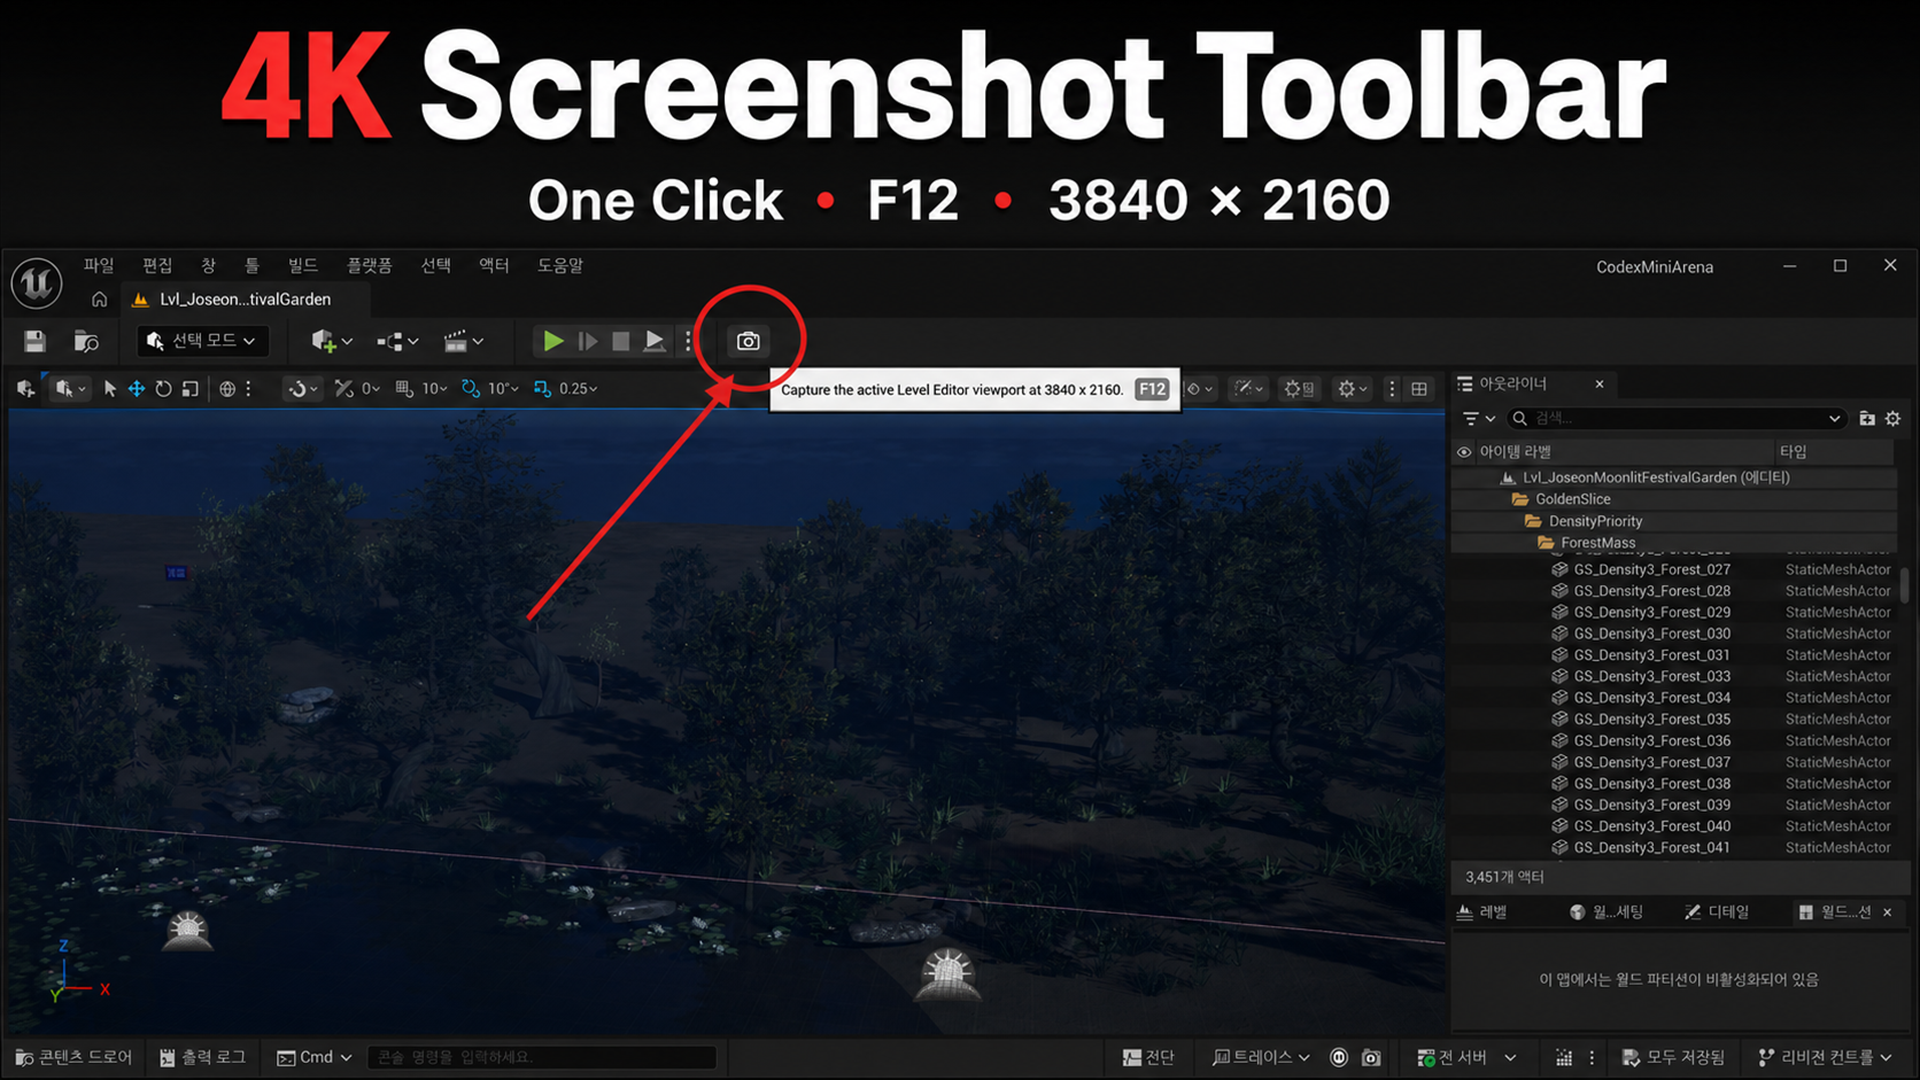 4K Screenshot Toolbar
One Click • F12 • 3840 × 2160
파일 편집 창 툴 빌드 플랫폼 선택 액터 도움말
CodexMiniArena
Lvl_Joseon...tivalGarden
선택 모드
0 10 10° 0.25
Capture the active Level Editor viewport at 3840 x 2160. F12
아웃라이너
검색...
아이템 라벨 타입
Lvl_JoseonMoonlitFestivalGarden (에디티)
GoldenSlice
DensityPriority
ForestMass
GS_Density3_Forest_027 StaticMeshActor
GS_Density3_Forest_028 StaticMeshActor
GS_Density3_Forest_029 StaticMeshActor
GS_Density3_Forest_030 StaticMeshActor
GS_Density3_Forest_031 StaticMeshActor
GS_Density3_Forest_033 StaticMeshActor
GS_Density3_Forest_034 StaticMeshActor
GS_Density3_Forest_035 StaticMeshActor
GS_Density3_Forest_036 StaticMeshActor
GS_Density3_Forest_037 StaticMeshActor
GS_Density3_Forest_038 StaticMeshActor
GS_Density3_Forest_039 StaticMeshActor
GS_Density3_Forest_040 StaticMeshActor
GS_Density3_Forest_041 StaticMeshActor
3,451개 액터
레벨 월...세팅 디테일 월드...션
이 맵에서는 월드 파티션이 비활성화되어 있음
Z
Y X
콘텐츠 드로어 출력 로그 Cmd 콘솔 명령을 입력하세요. 전단 트레이스 전 서버 모두 저장됨 리비전 컨트롤